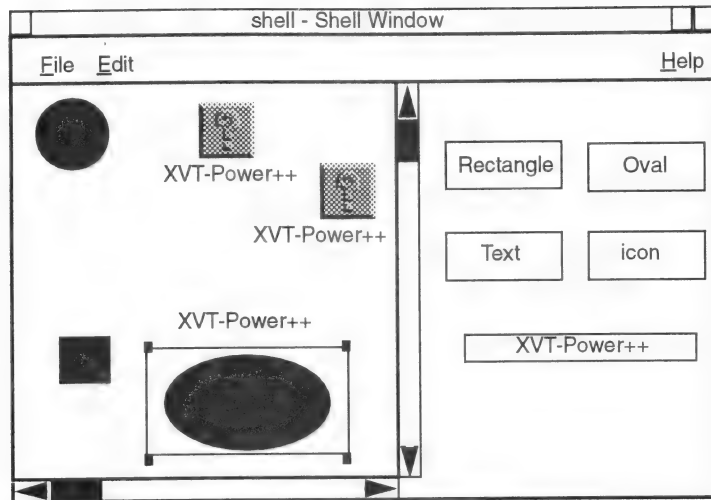 shell - Shell Window
File Edit Help
XVT-Power++
XVT-Power++
XVT-Power++
Rectangle Oval
Text icon
XVT-Power++